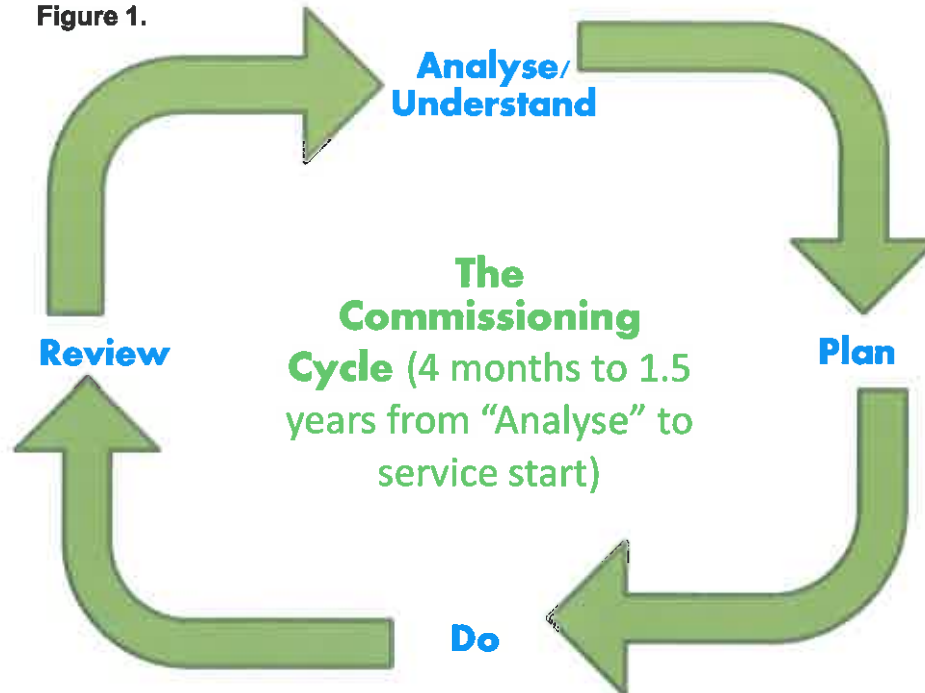 Figure 1.
Analyse/
Understand
The
Commissioning
Cycle (4 months to 1.5
years from “Analyse” to
service start)
Review
Plan
Do